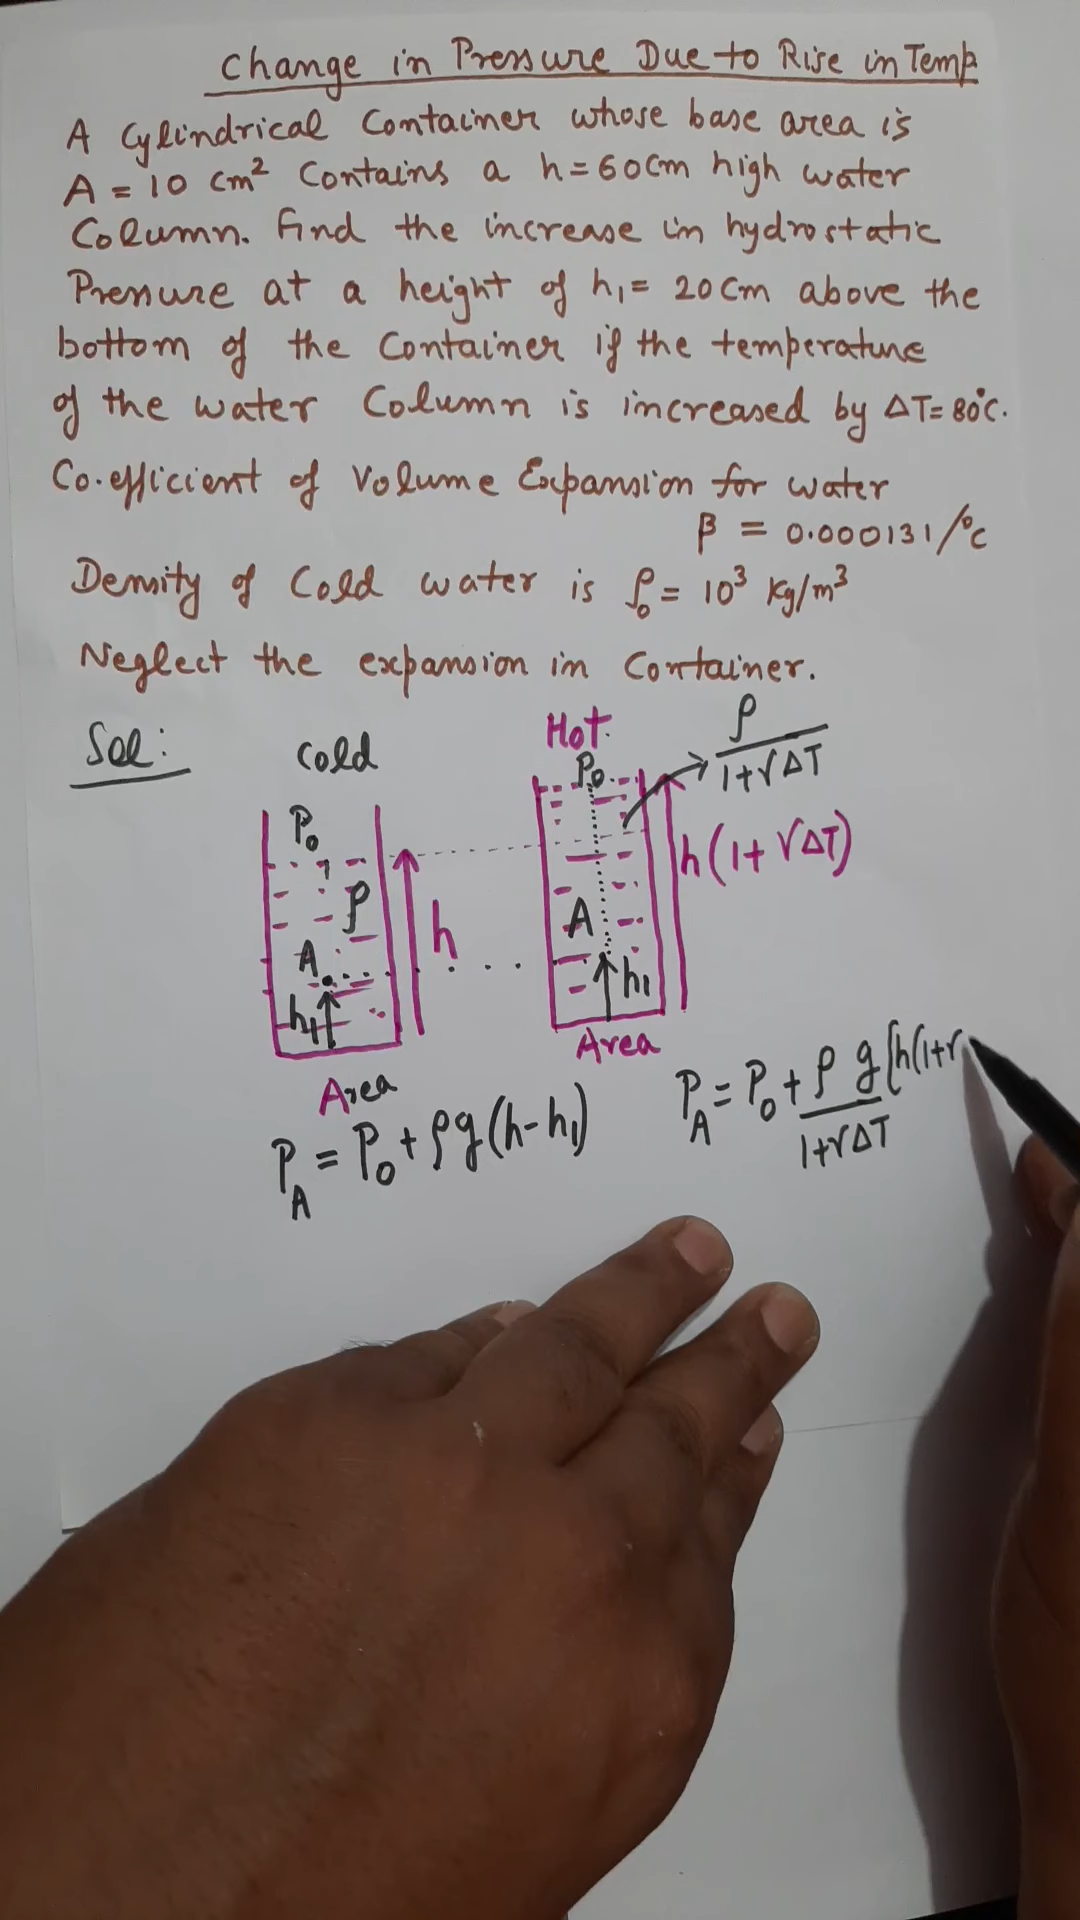 Change in Pressure Due to Rise in Temp
A Cylindrical Container whose base area is
A = 10 cm² Contains a h = 60cm high water
Column. Find the increase in hydrostatic
Pressure at a height of h₁ = 20cm above the
bottom of the Container if the temperature
of the water Column is increased by ΔT = 80°C.
Co.efficient of Volume Expansion for water
β = 0.000131/°C
Density of Cold water is ρ₀ = 10³ Kg/m³
Neglect the expansion in Container.
Sol:
Cold
Hot.
ρ/(1+γΔT)
P₀
P₀
h(1+γΔT)
ρ
h
A
A
h₁
h₁
Area
Area
P_A = P₀ + ρg(h-h₁)
P_A = P₀ + ρ/(1+γΔT) g[h(1+γ